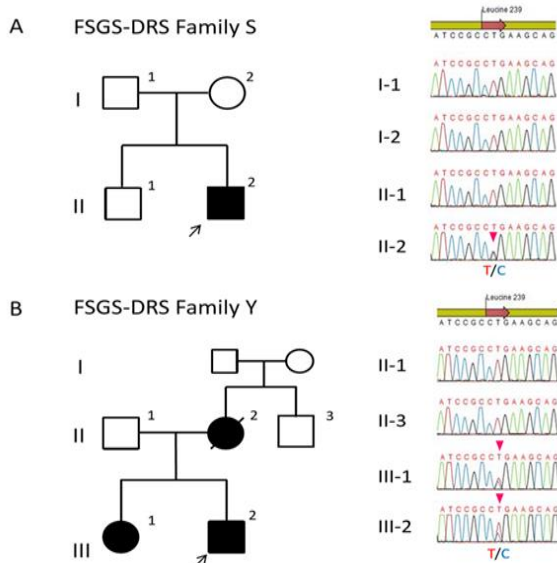 A FSGS-DRS Family S
Leucine 239
ATCCGCCTGAAGCAG
I
1
2
II
1
2
ATCCGCCTGAAGCAG
I-1
ATCCGCCTGAAGCAG
I-2
ATCCGCCTGAAGCAG
II-1
ATCCGCCTGAAGCAG
II-2
T/C
B FSGS-DRS Family Y
Leucine 239
ATCCGCCTGAAGCAG
I
II
1
2
3
III
1
2
ATCCGCCTGAAGCAG
II-1
ATCCGCCTGAAGCAG
II-3
ATCCGCCTGAAGCAG
III-1
ATCCGCCTGAAGCAG
III-2
T/C